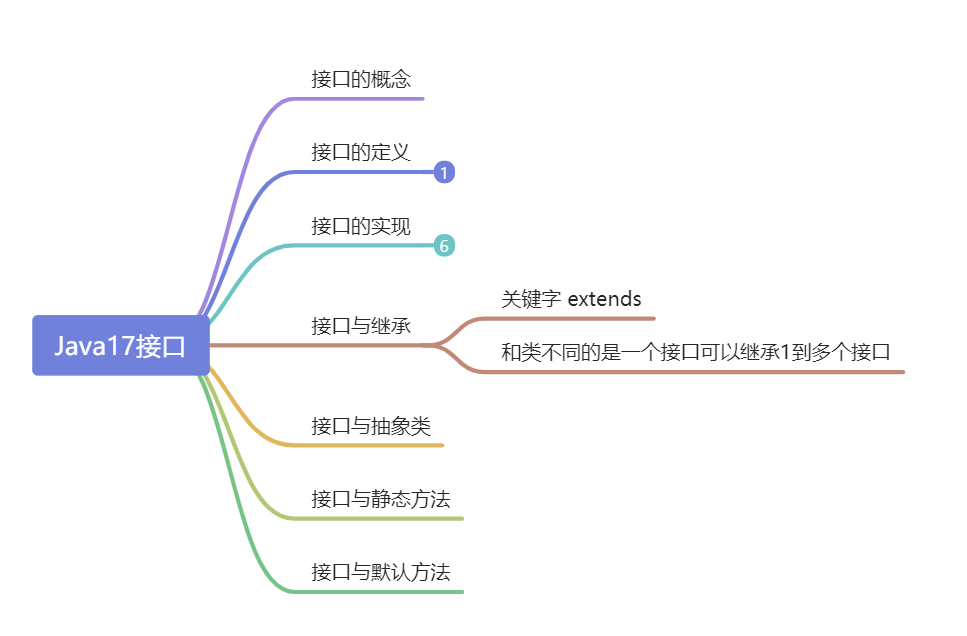 接口的概念
接口的定义
1
接口的实现
6
Java17接口
接口与继承
关键字 extends
和类不同的是一个接口可以继承1到多个接口
接口与抽象类
接口与静态方法
接口与默认方法